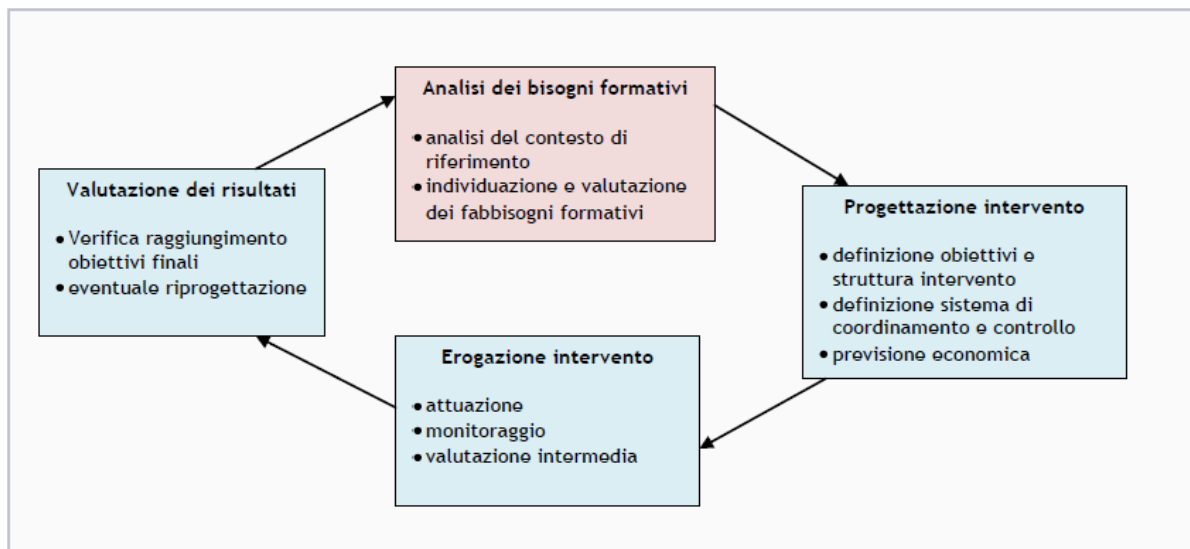 Analisi dei bisogni formativi
• analisi del contesto di
riferimento
• individuazione e valutazione
dei fabbisogni formativi
Progettazione intervento
• definizione obiettivi e
struttura intervento
• definizione sistema di
coordinamento e controllo
• previsione economica
Erogazione intervento
• attuazione
• monitoraggio
• valutazione intermedia
Valutazione dei risultati
• Verifica raggiungimento
obiettivi finali
• eventuale riprogettazione